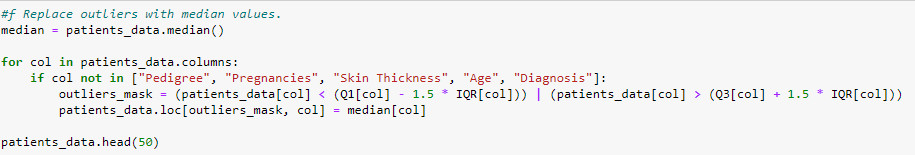 #f Replace outliers with median values.
median = patients_data.median()
for col in patients_data.columns:
    if col not in ["Pedigree", "Pregnancies", "Skin Thickness", "Age", "Diagnosis"]:
        outliers_mask = (patients_data[col] < (Q1[col] - 1.5 * IQR[col])) | (patients_data[col] > (Q3[col] + 1.5 * IQR[col]))
        patients_data.loc[outliers_mask, col] = median[col]
patients_data.head(50)